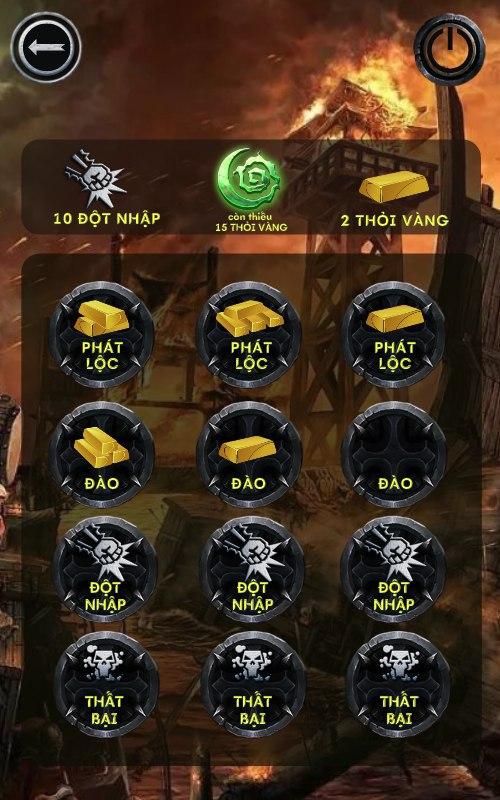 10 ĐỘT NHẬP
còn thiếu
15 THỎI VÀNG
2 THỎI VÀNG
PHÁT
LỘC
PHÁT
LỘC
PHÁT
LỘC
ĐÀO
ĐÀO
ĐÀO
ĐỘT
NHẬP
ĐỘT
NHẬP
ĐỘT
NHẬP
THẤT
BẠI
THẤT
BẠI
THẤT
BẠI